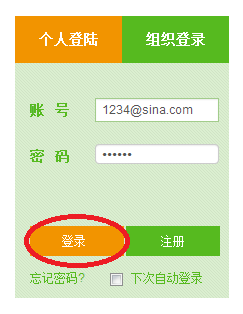 个人登陆 组织登录
账 号 1234@sina.com
密 码 ••••••
登录 注册
忘记密码? 下次自动登录